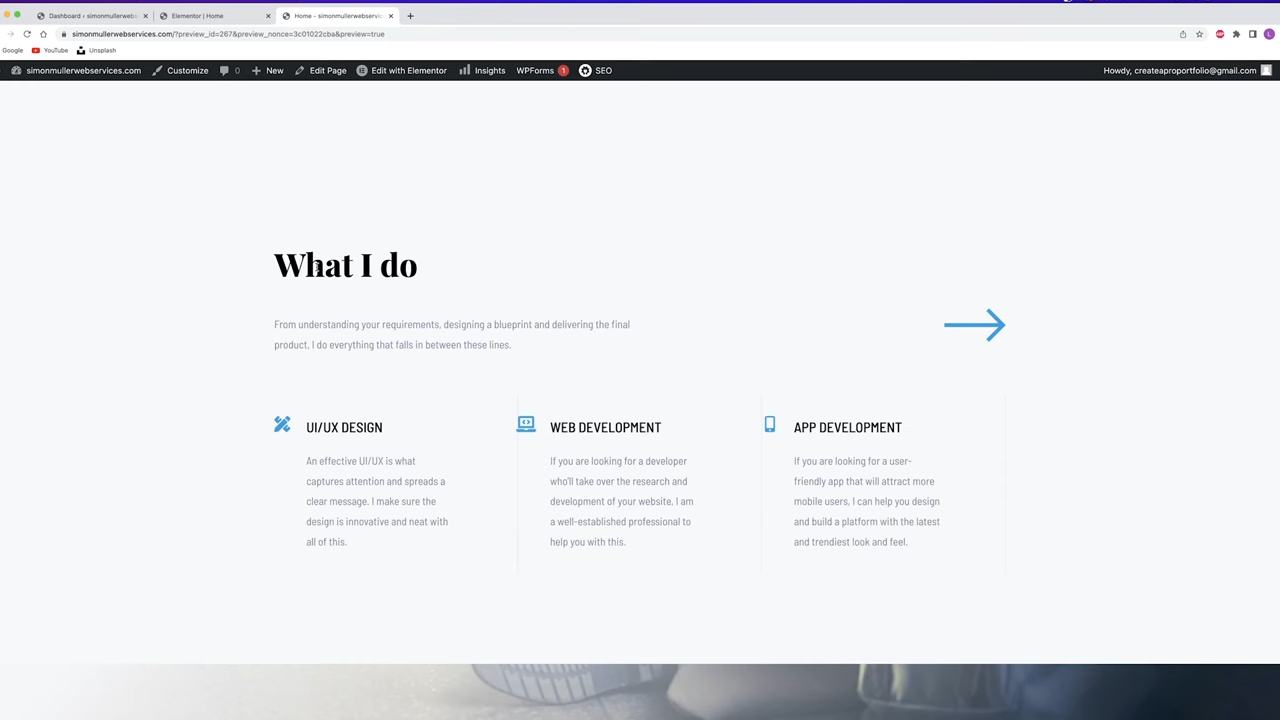 Dashboard ‹ simonmullerwebs
Elementor | Home
Home - simonmullerwebservic
simonmullerwebservices.com/?preview_id=267&preview_nonce=3c01022cba&preview=true
L
Google
YouTube
Unsplash
simonmullerwebservices.com
Customize
0
New
Edit Page
Edit with Elementor
Insights
WPForms 1
SEO
Howdy, createaproportfolio@gmail.com
What I do
From understanding your requirements, designing a blueprint and delivering the final
product, I do everything that falls in between these lines.
UI/UX DESIGN
An effective UI/UX is what
captures attention and spreads a
clear message. I make sure the
design is innovative and neat with
all of this.
WEB DEVELOPMENT
If you are looking for a developer
who'll take over the research and
development of your website, I am
a well-established professional to
help you with this.
APP DEVELOPMENT
If you are looking for a user-
friendly app that will attract more
mobile users, I can help you design
and build a platform with the latest
and trendiest look and feel.